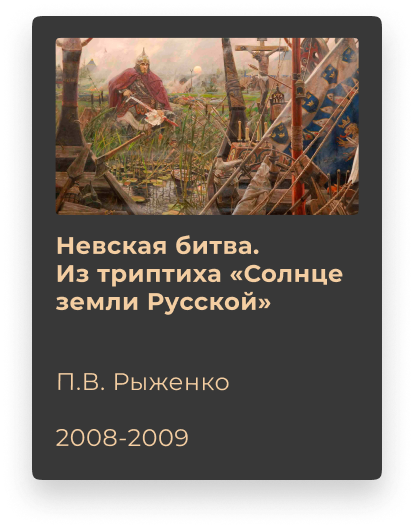 Невская битва.
Из триптиха «Солнце
земли Русской»
П.В. Рыженко
2008-2009